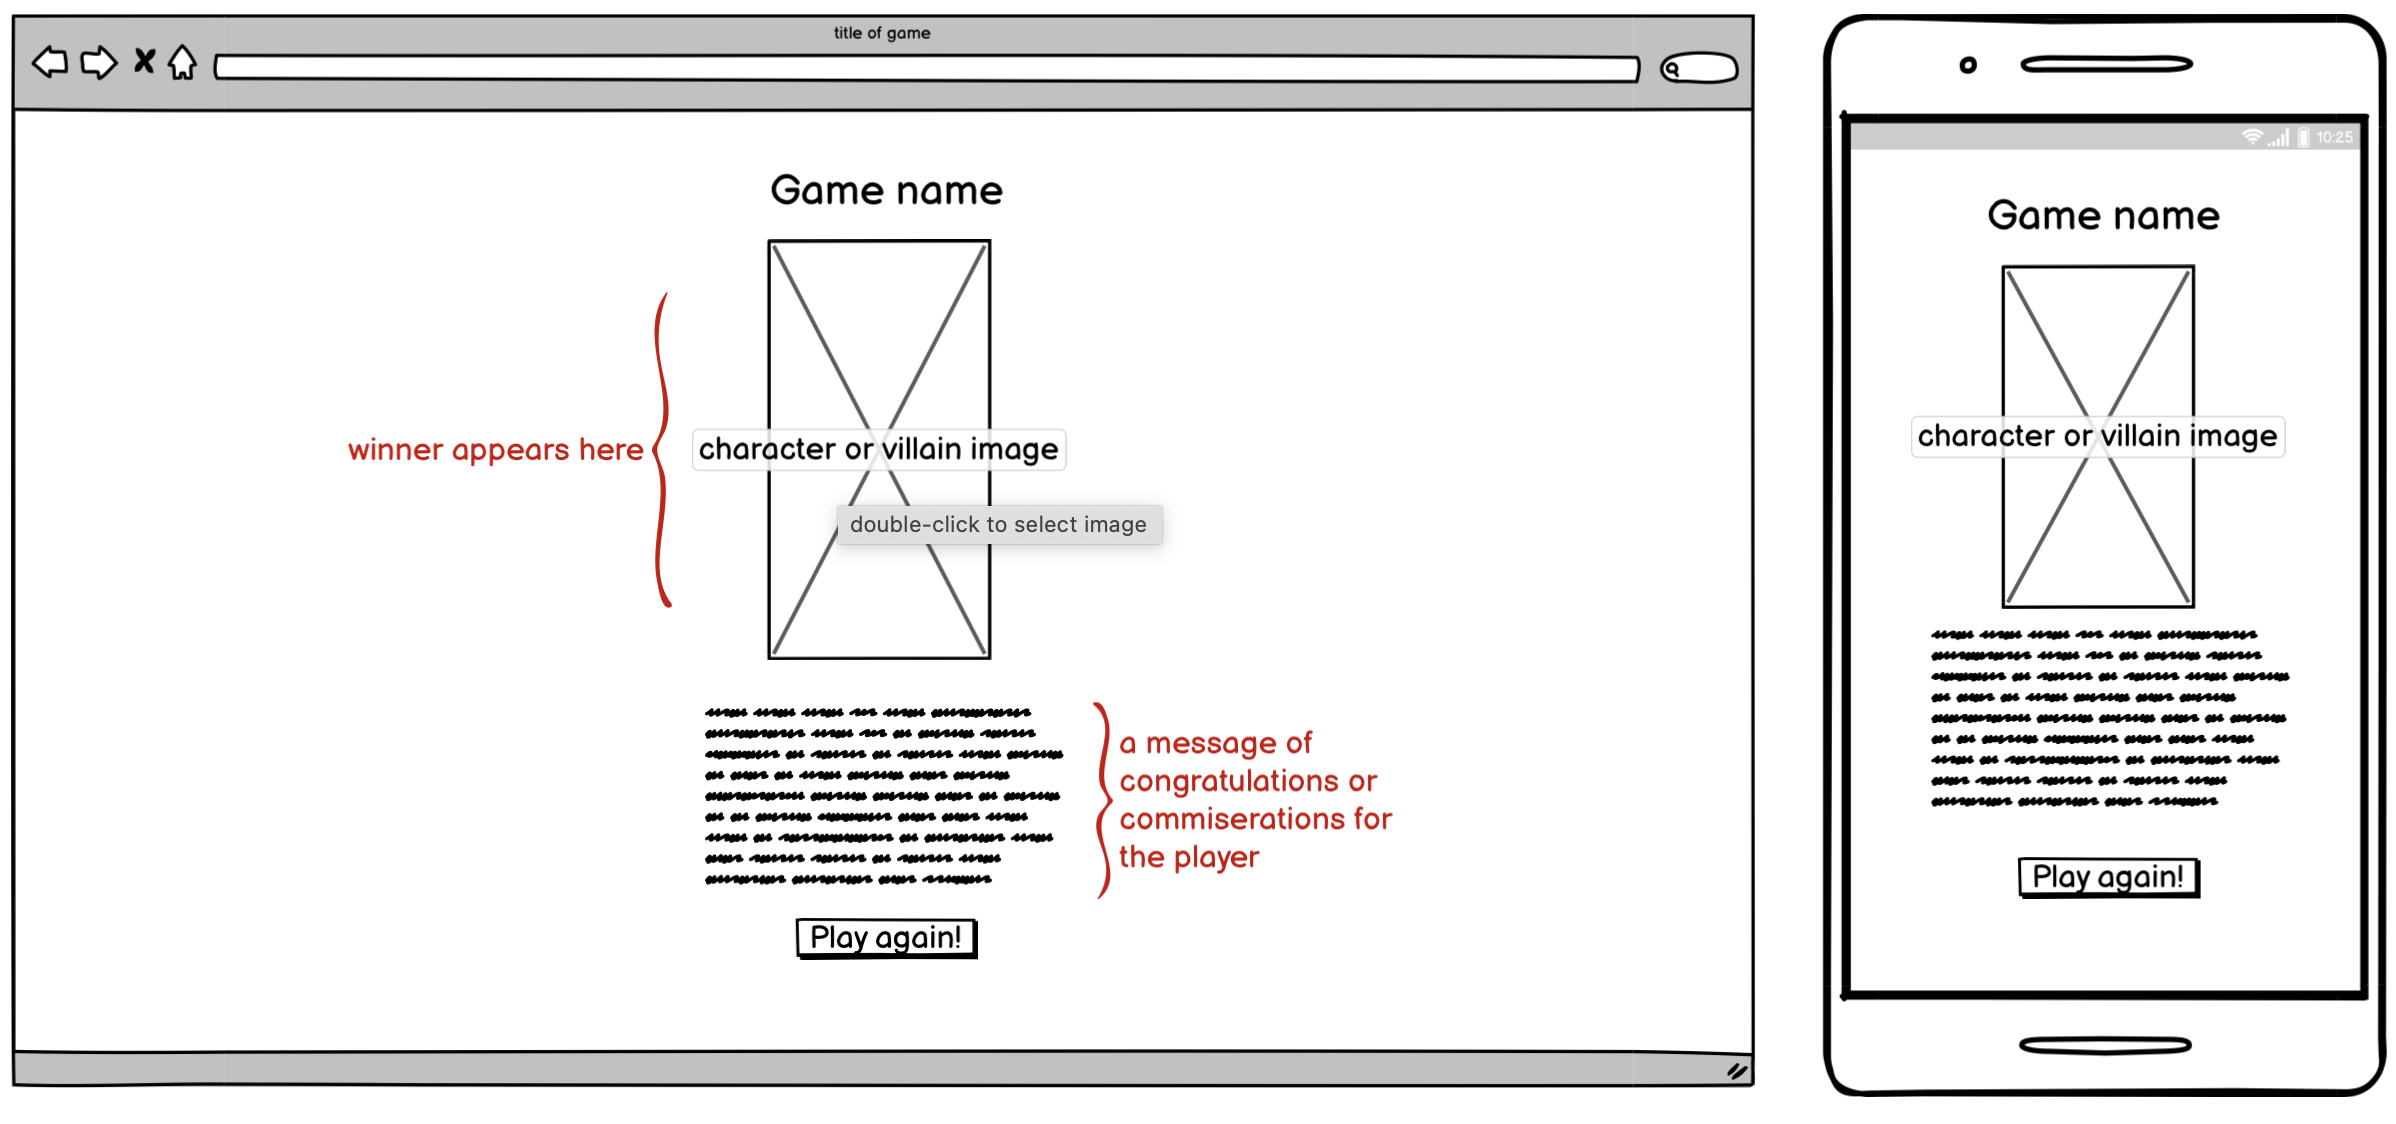 title of game
Game name
winner appears here
character or villain image
double-click to select image
a message of
congratulations or
commiserations for
the player
Play again!
10:25
Game name
character or villain image
Play again!